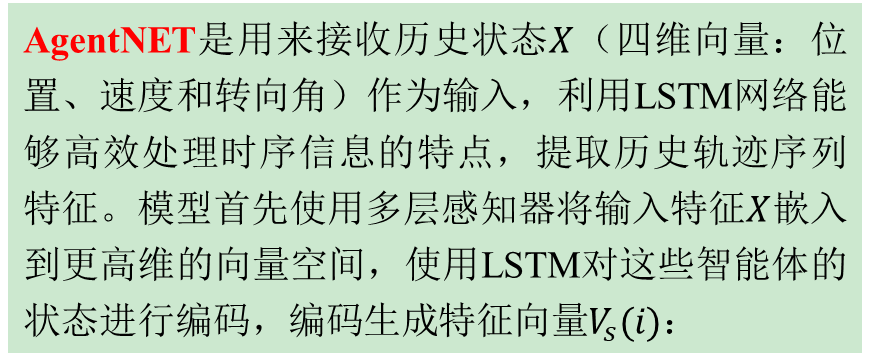 AgentNET是用来接收历史状态X（四维向量：位
置、速度和转向角）作为输入，利用LSTM网络能
够高效处理时序信息的特点，提取历史轨迹序列
特征。模型首先使用多层感知器将输入特征X嵌入
到更高维的向量空间，使用LSTM对这些智能体的
状态进行编码，编码生成特征向量Vₛ(i)：